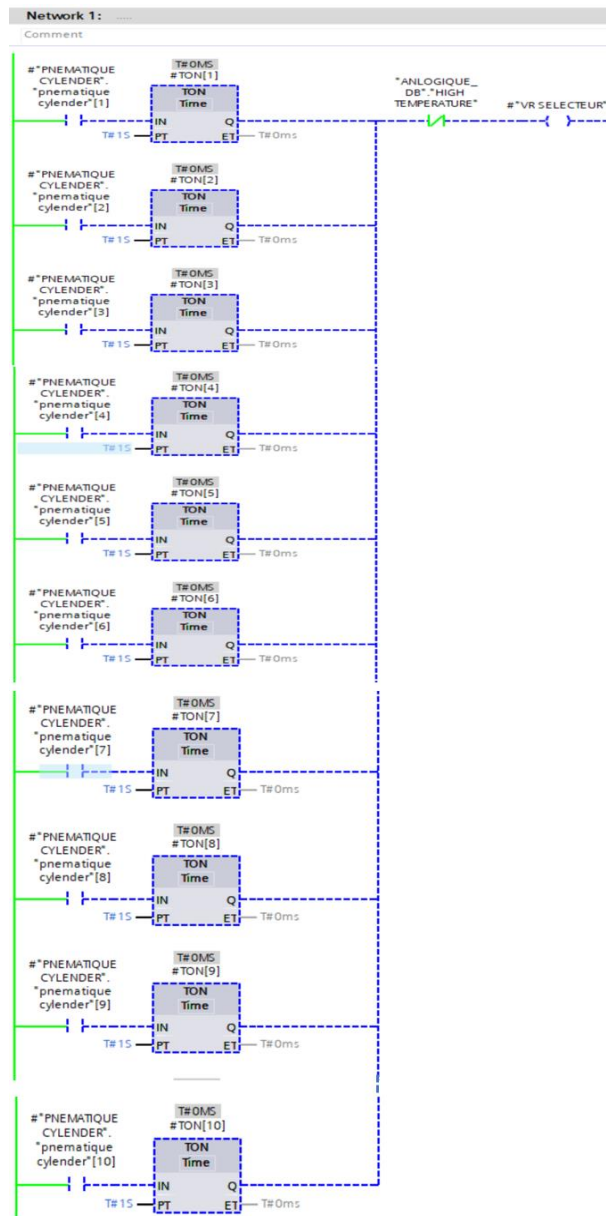 Network 1: .....
Comment
T#0MS
#TON[1]
#"PNEMATIQUE
CYLENDER".
"pnematique
cylender"[1]
TON
Time
IN Q
T#1S PT ET T#0ms
"ANLOGIQUE_
DB"."HIGH
TEMPERATURE"
#"VR SELECTEUR"
T#0MS
#TON[2]
#"PNEMATIQUE
CYLENDER".
"pnematique
cylender"[2]
TON
Time
IN Q
T#1S PT ET T#0ms
T#0MS
#TON[3]
#"PNEMATIQUE
CYLENDER".
"pnematique
cylender"[3]
TON
Time
IN Q
T#1S PT ET T#0ms
T#0MS
#TON[4]
#"PNEMATIQUE
CYLENDER".
"pnematique
cylender"[4]
TON
Time
IN Q
T#1S PT ET T#0ms
T#0MS
#TON[5]
#"PNEMATIQUE
CYLENDER".
"pnematique
cylender"[5]
TON
Time
IN Q
T#1S PT ET T#0ms
T#0MS
#TON[6]
#"PNEMATIQUE
CYLENDER".
"pnematique
cylender"[6]
TON
Time
IN Q
T#1S PT ET T#0ms
T#0MS
#TON[7]
#"PNEMATIQUE
CYLENDER".
"pnematique
cylender"[7]
TON
Time
IN Q
T#1S PT ET T#0ms
T#0MS
#TON[8]
#"PNEMATIQUE
CYLENDER".
"pnematique
cylender"[8]
TON
Time
IN Q
T#1S PT ET T#0ms
T#0MS
#TON[9]
#"PNEMATIQUE
CYLENDER".
"pnematique
cylender"[9]
TON
Time
IN Q
T#1S PT ET T#0ms
T#0MS
#TON[10]
#"PNEMATIQUE
CYLENDER".
"pnematique
cylender"[10]
TON
Time
IN Q
T#1S PT ET T#0ms